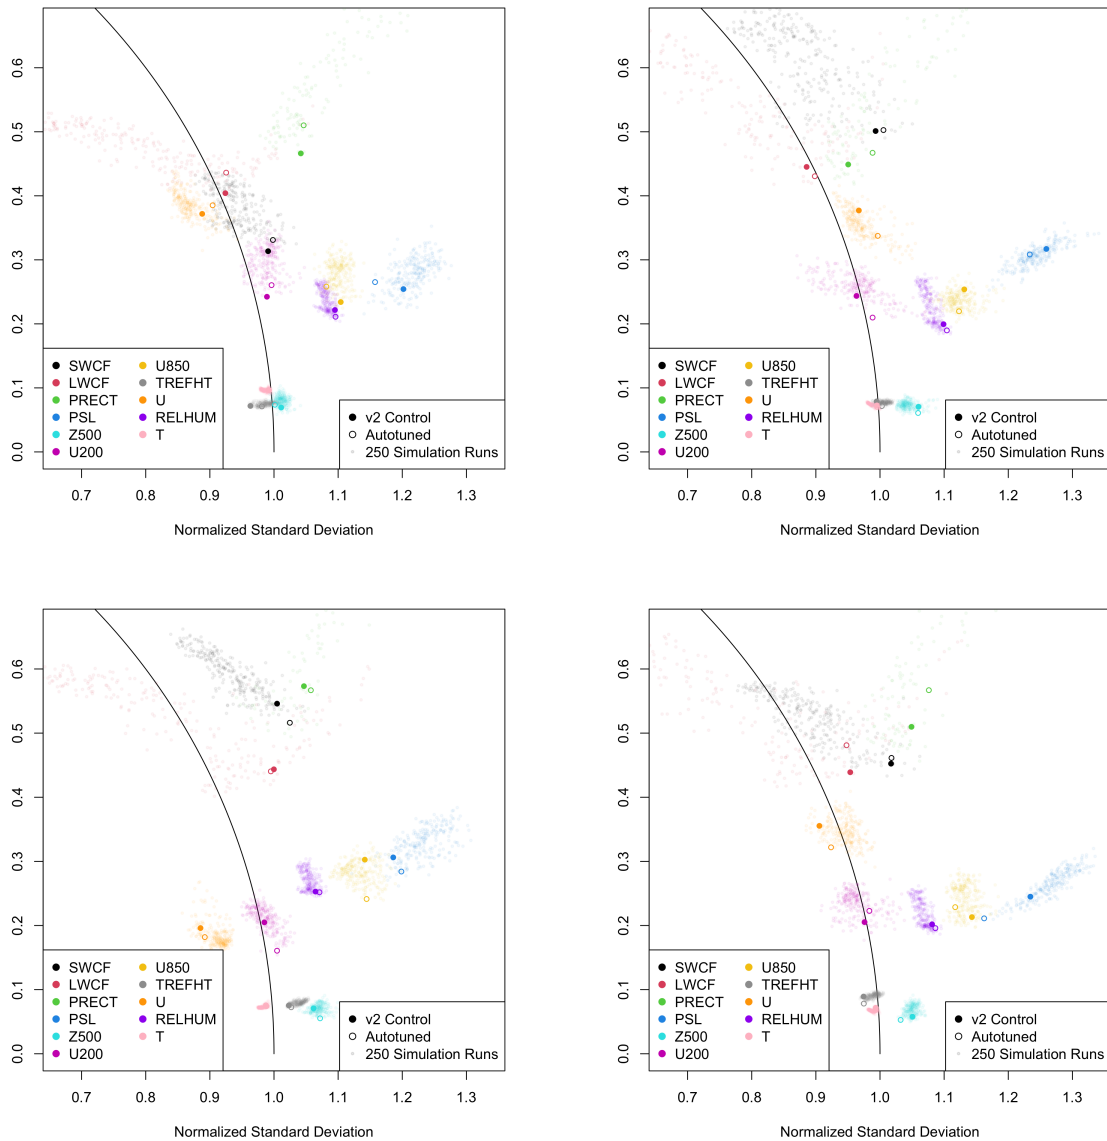 0.6
0.5
0.4
0.3
0.2
0.1
0.0
SWCF U850
LWCF TREFHT
PRECT U
PSL RELHUM
Z500 T
U200
v2 Control
Autotuned
250 Simulation Runs
0.7 0.8 0.9 1.0 1.1 1.2 1.3
Normalized Standard Deviation
0.6
0.5
0.4
0.3
0.2
0.1
0.0
SWCF U850
LWCF TREFHT
PRECT U
PSL RELHUM
Z500 T
U200
v2 Control
Autotuned
250 Simulation Runs
0.7 0.8 0.9 1.0 1.1 1.2 1.3
Normalized Standard Deviation
0.6
0.5
0.4
0.3
0.2
0.1
0.0
SWCF U850
LWCF TREFHT
PRECT U
PSL RELHUM
Z500 T
U200
v2 Control
Autotuned
250 Simulation Runs
0.7 0.8 0.9 1.0 1.1 1.2 1.3
Normalized Standard Deviation
0.6
0.5
0.4
0.3
0.2
0.1
0.0
SWCF U850
LWCF TREFHT
PRECT U
PSL RELHUM
Z500 T
U200
v2 Control
Autotuned
250 Simulation Runs
0.7 0.8 0.9 1.0 1.1 1.2 1.3
Normalized Standard Deviation